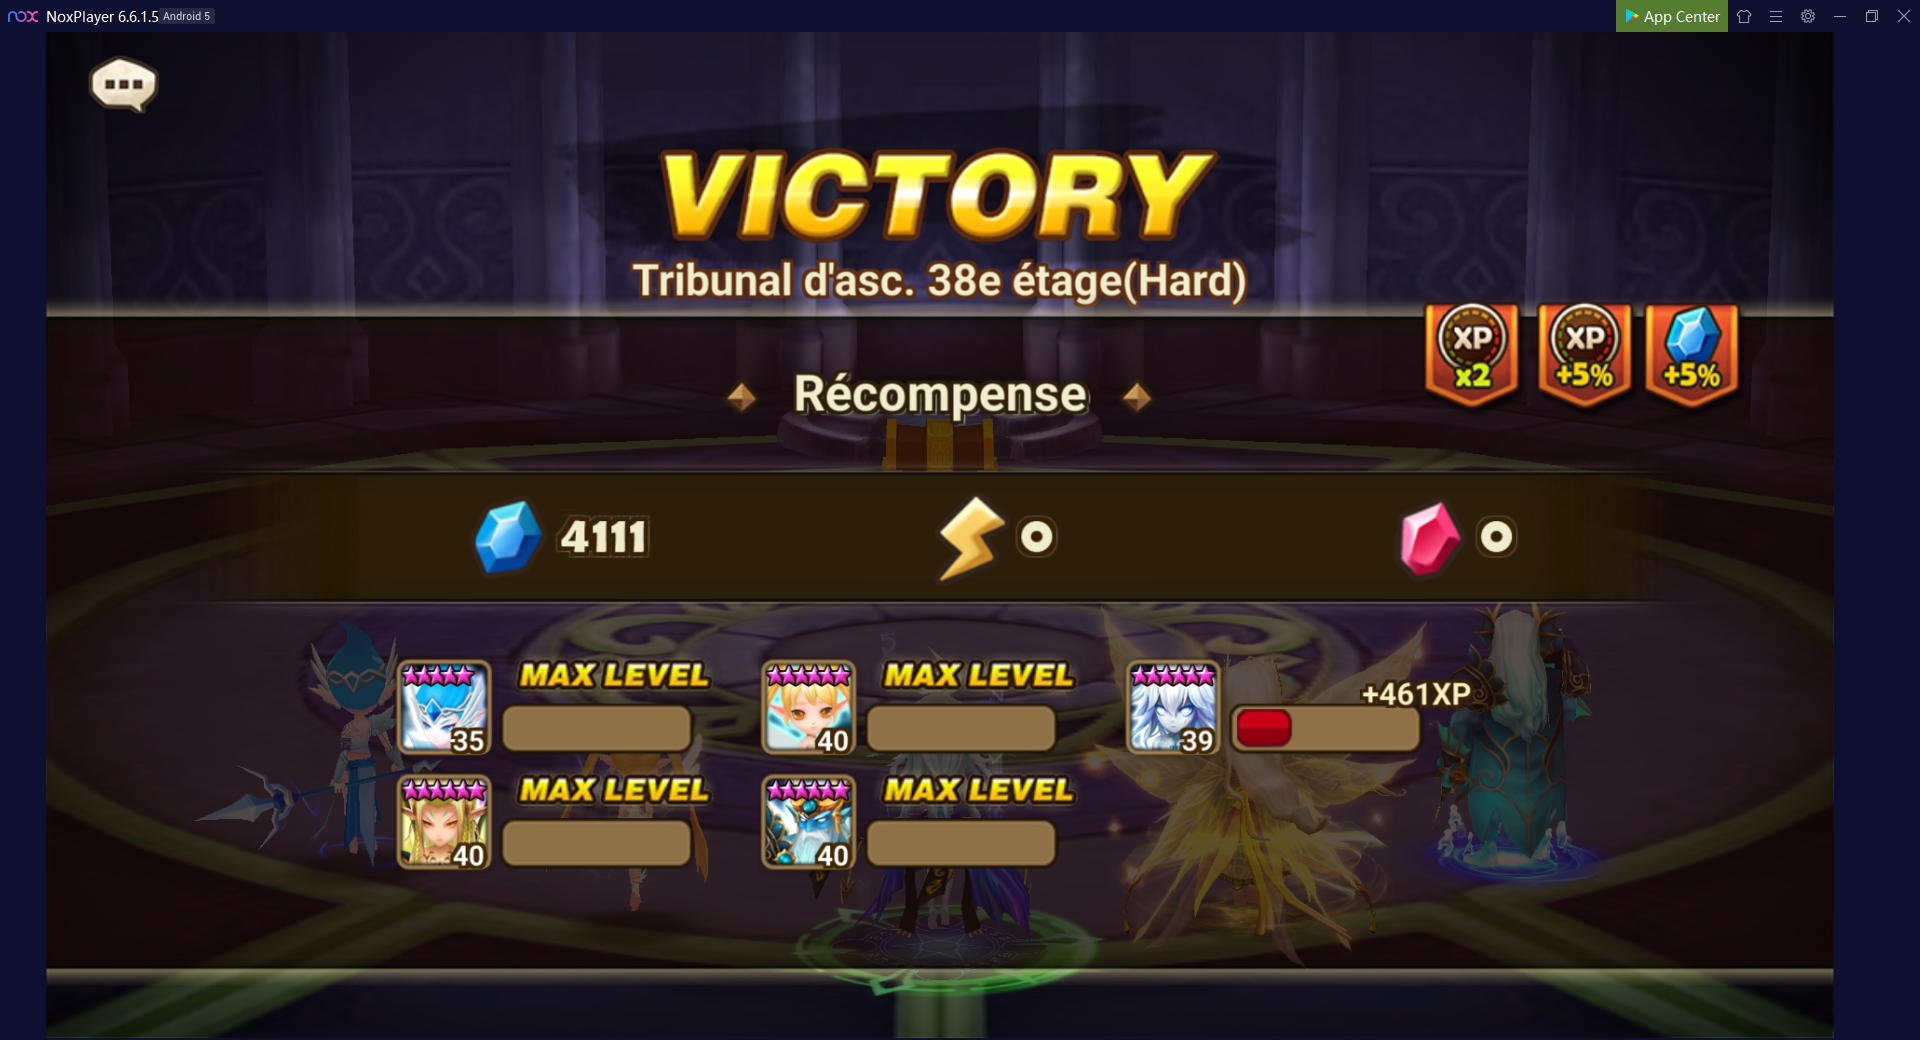 nox NoxPlayer 6.6.1.5 Android 5
App Center
VICTORY
Tribunal d'asc. 38e étage(Hard)
XP x2
XP +5%
+5%
Récompense
4111
0
0
35 MAX LEVEL
40 MAX LEVEL
39 +461XP
40 MAX LEVEL
40 MAX LEVEL